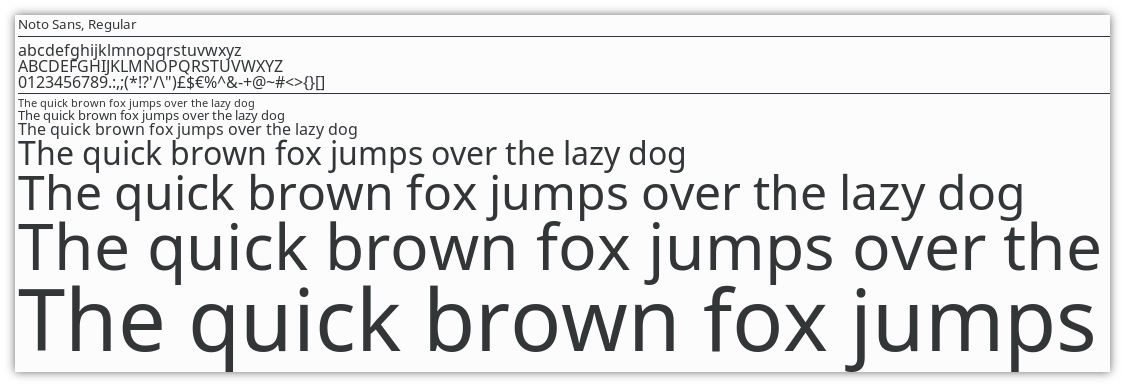 Noto Sans, Regular
abcdefghijklmnopqrstuvwxyz
ABCDEFGHIJKLMNOPQRSTUVWXYZ
0123456789.:,;(*!?'/\")£$€%^&-+@~#<>{}[]
The quick brown fox jumps over the lazy dog
The quick brown fox jumps over the lazy dog
The quick brown fox jumps over the lazy dog
The quick brown fox jumps over the lazy dog
The quick brown fox jumps over the lazy dog
The quick brown fox jumps over the
The quick brown fox jumps